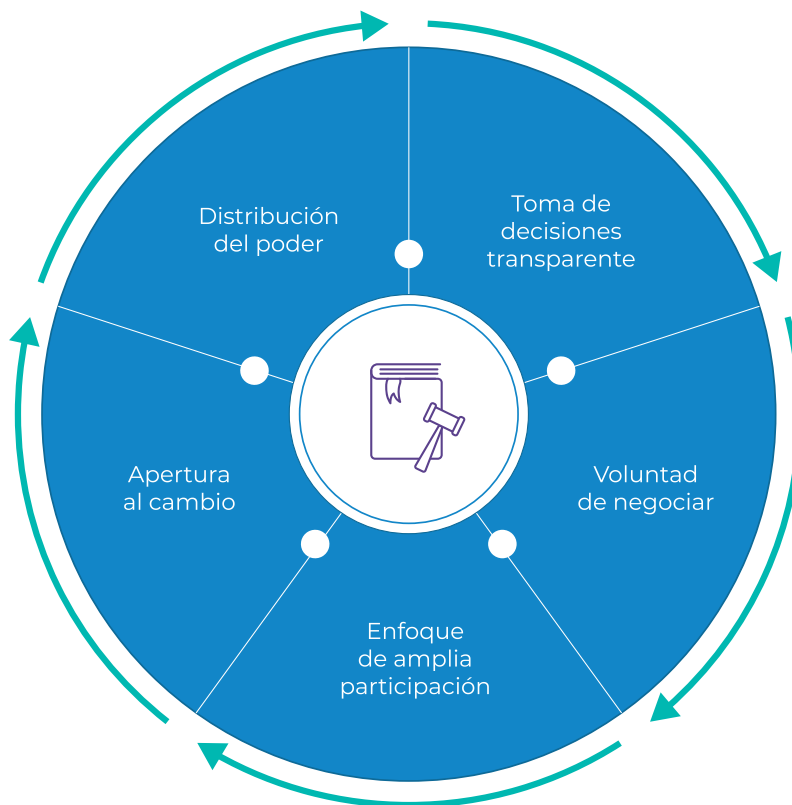 Distribución
del poder
Toma de
decisiones
transparente
Apertura
al cambio
Voluntad
de negociar
Enfoque
de amplia
participación